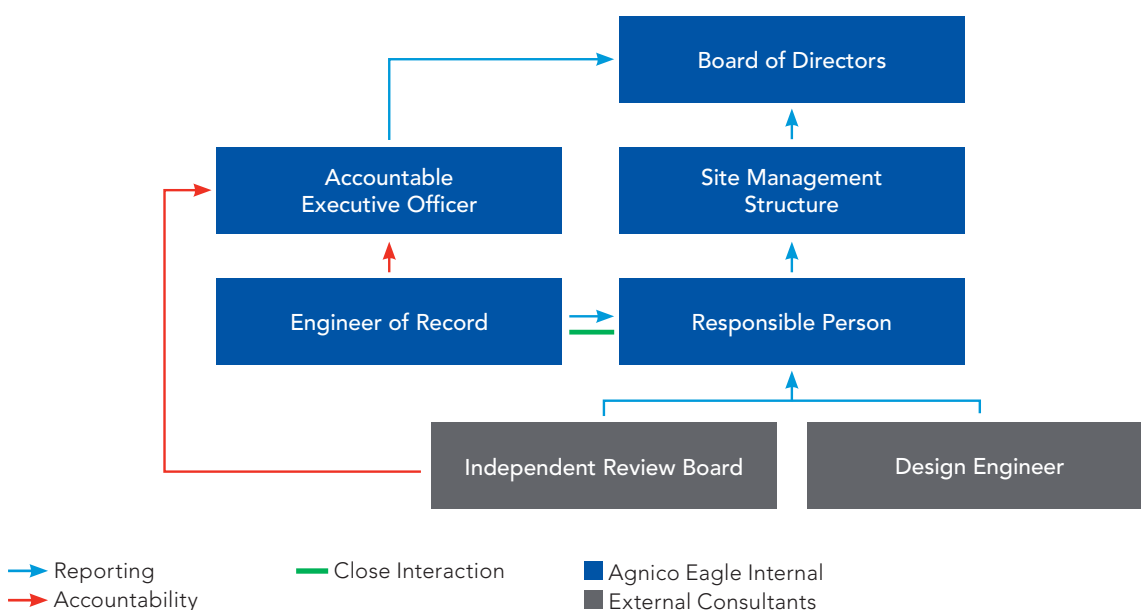 Board of Directors
Accountable
Executive Officer
Site Management
Structure
Engineer of Record
Responsible Person
Independent Review Board
Design Engineer
Reporting
Close Interaction
Agnico Eagle Internal
Accountability
External Consultants